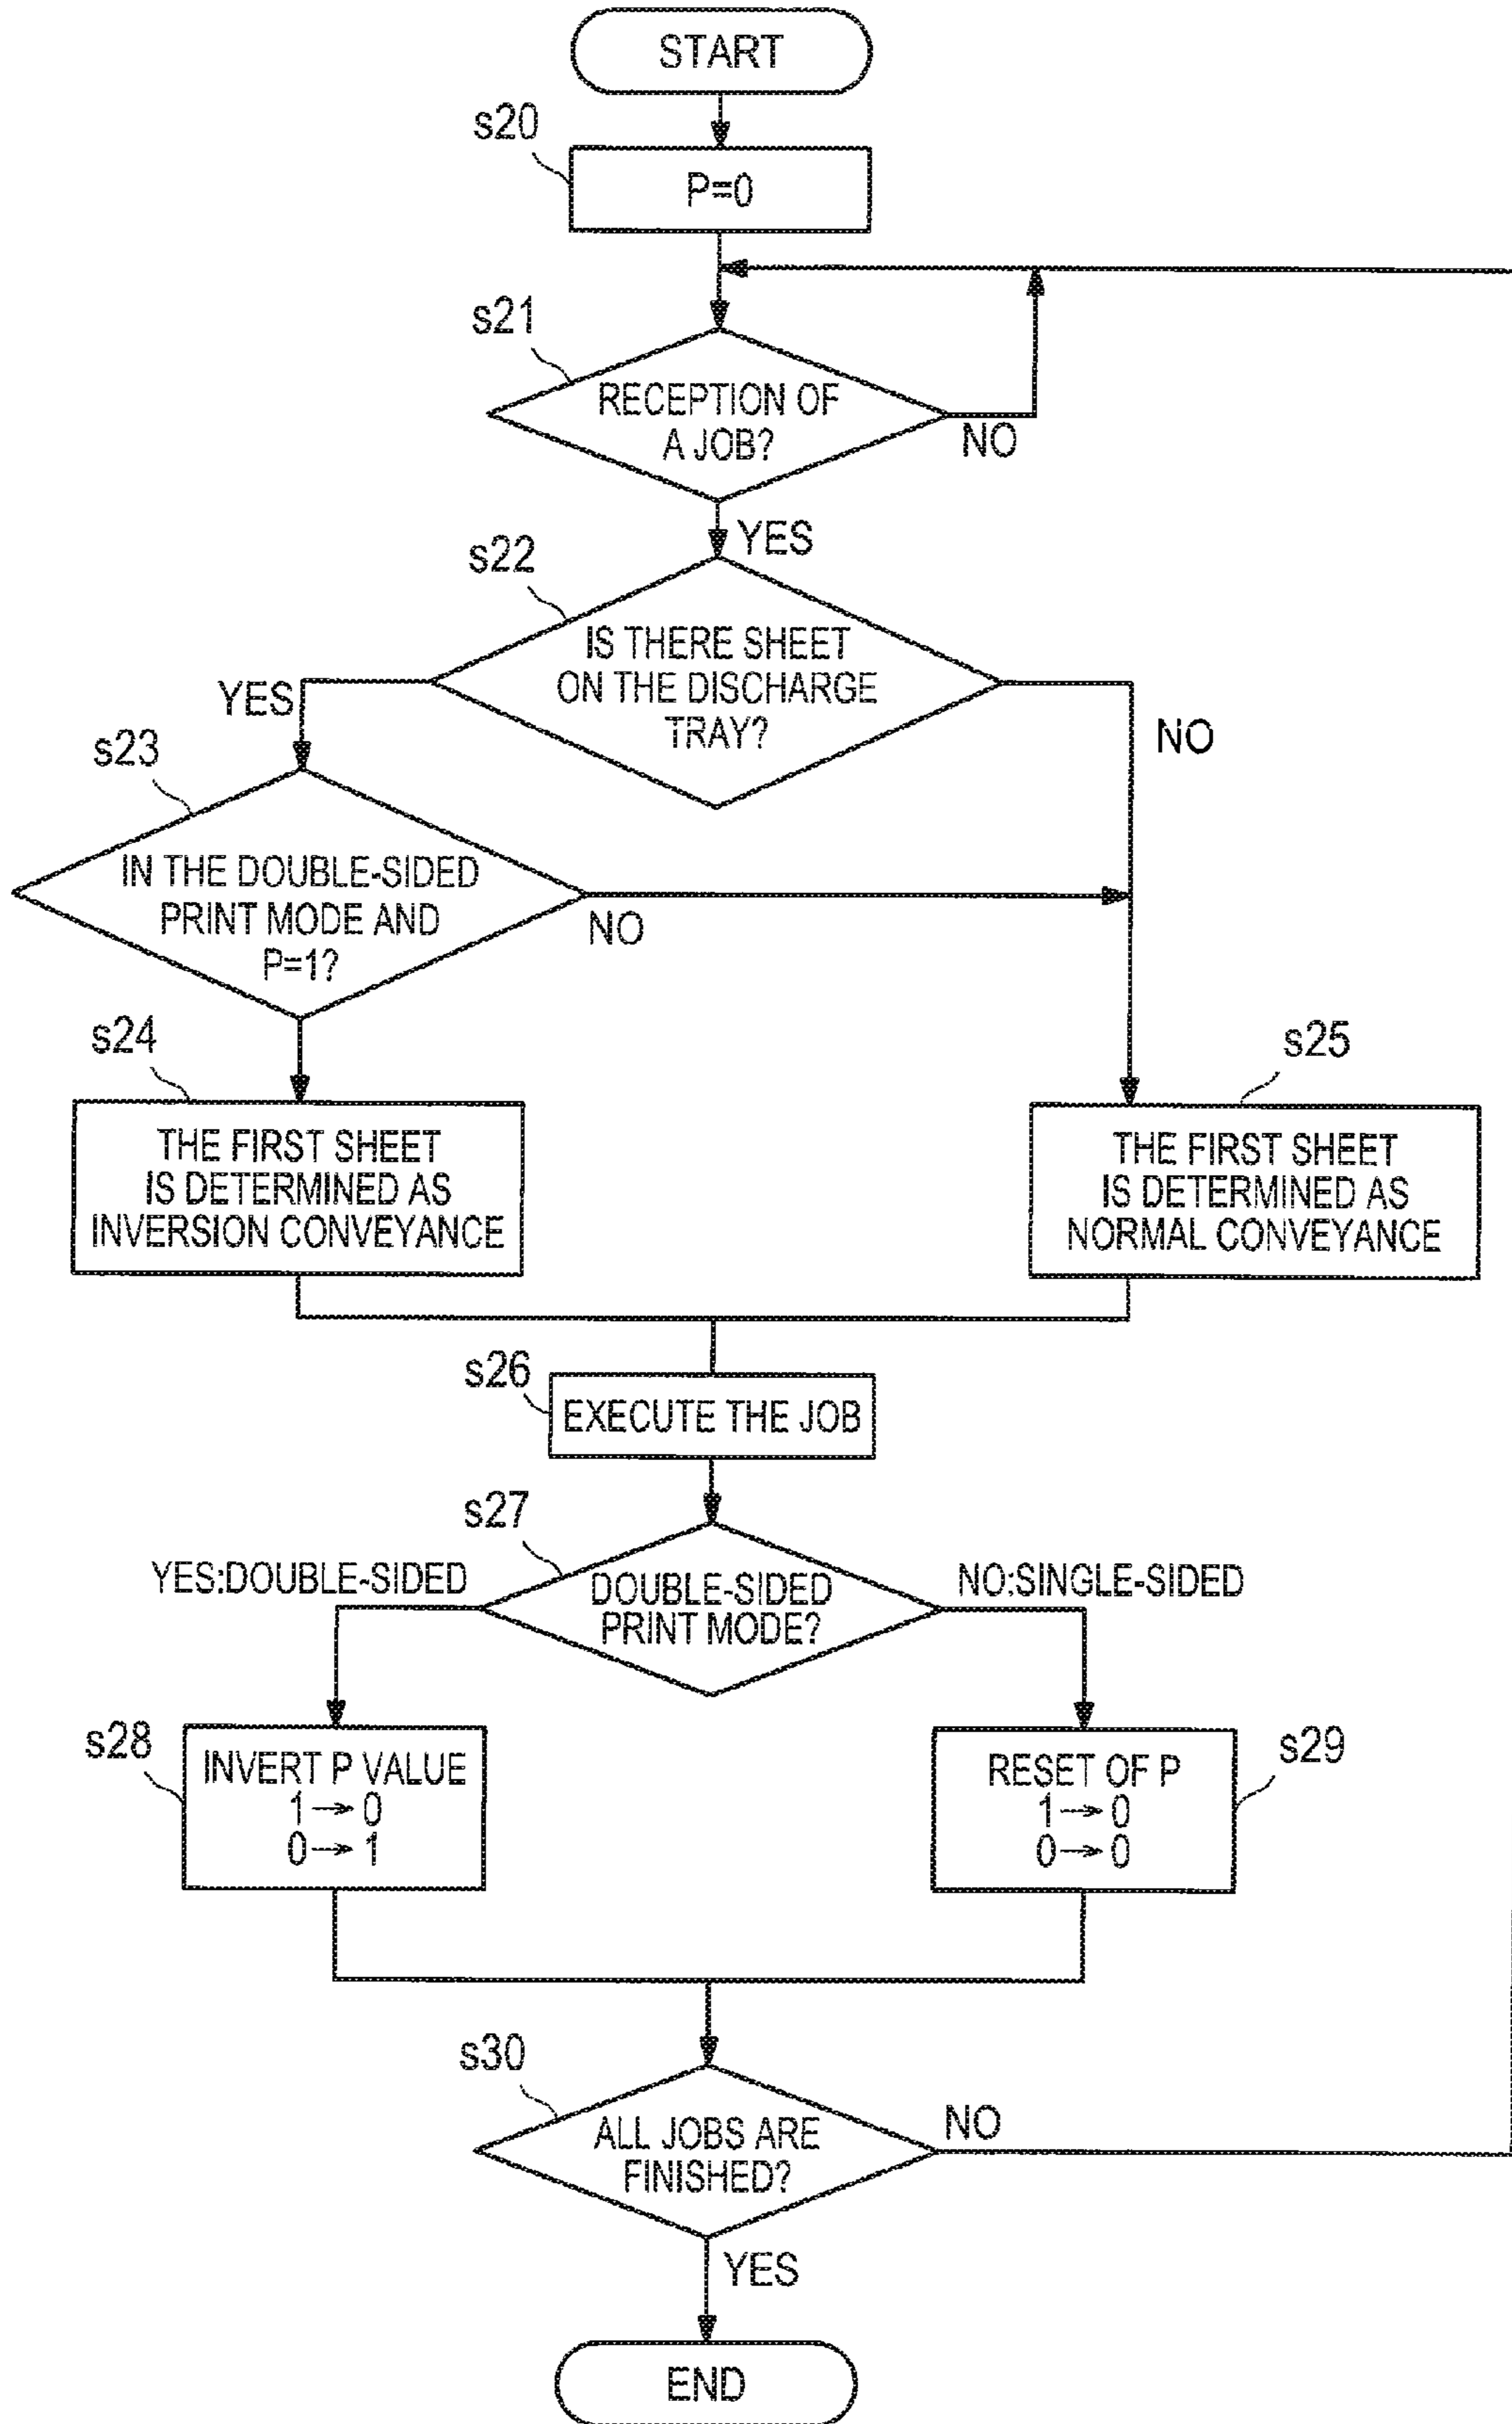 START
s20
P=0
s21
RECEPTION OF
A JOB?
NO
YES
s22
IS THERE SHEET
ON THE DISCHARGE
TRAY?
YES
NO
s23
IN THE DOUBLE-SIDED
PRINT MODE AND
P=1?
NO
s24
THE FIRST SHEET
IS DETERMINED AS
INVERSION CONVEYANCE
s25
THE FIRST SHEET
IS DETERMINED AS
NORMAL CONVEYANCE
s26
EXECUTE THE JOB
s27
DOUBLE-SIDED
PRINT MODE?
YES:DOUBLE-SIDED
NO:SINGLE-SIDED
s28
INVERT P VALUE
1→0
0→1
s29
RESET OF P
1→0
0→0
s30
ALL JOBS ARE
FINISHED?
NO
YES
END